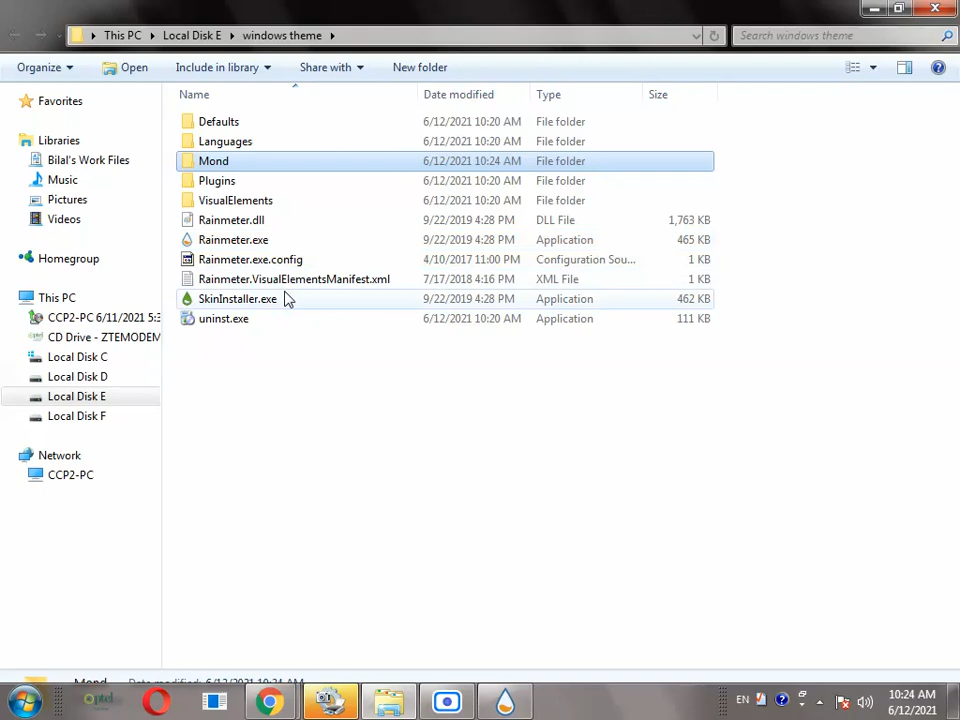 This PC Local Disk E windows theme Search windows theme
Organize Open Include in library Share with New folder
Name Date modified Type Size
Favorites
Libraries
Bilal's Work Files
Music
Pictures
Videos
Homegroup
This PC
CCP2-PC 6/11/2021 5:3
CD Drive - ZTEMODEM
Local Disk C
Local Disk D
Local Disk E
Local Disk F
Network
CCP2-PC
Defaults 6/12/2021 10:20 AM File folder
Languages 6/12/2021 10:20 AM File folder
Mond 6/12/2021 10:24 AM File folder
Plugins 6/12/2021 10:20 AM File folder
VisualElements 6/12/2021 10:20 AM File folder
Rainmeter.dll 9/22/2019 4:28 PM DLL File 1,763 KB
Rainmeter.exe 9/22/2019 4:28 PM Application 465 KB
Rainmeter.exe.config 4/10/2017 11:00 PM Configuration Sou... 1 KB
Rainmeter.VisualElementsManifest.xml 7/17/2018 4:16 PM XML File 1 KB
SkinInstaller.exe 9/22/2019 4:28 PM Application 462 KB
uninst.exe 6/12/2021 10:20 AM Application 111 KB
Mond Date modified: 6/12/2021 10:24 AM
EN 10:24 AM
6/12/2021